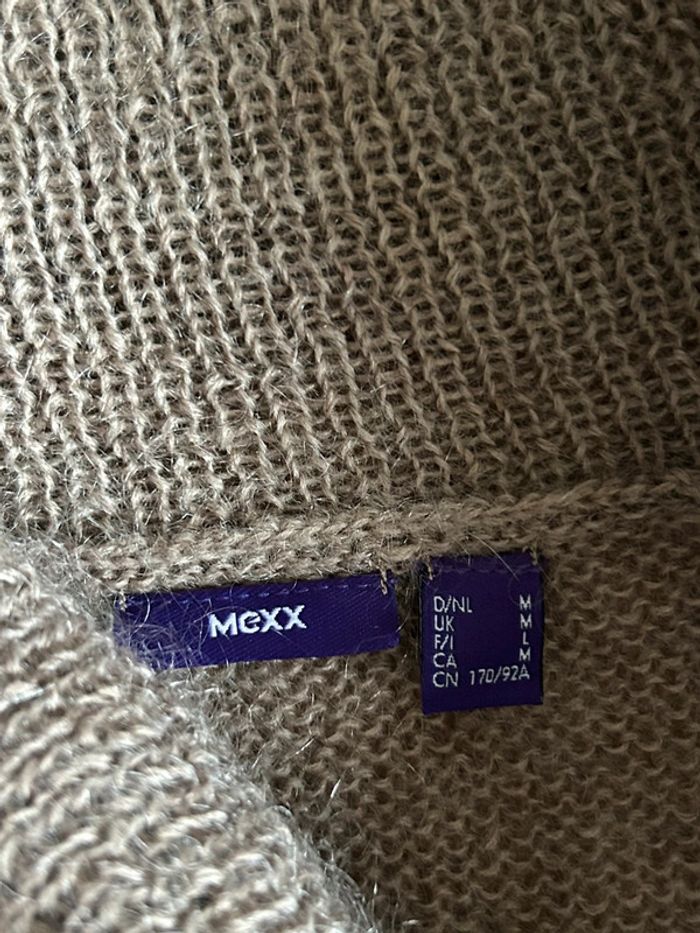 Mexx
D/NL M
UK M
F/I L
CA M
CN 170/92A